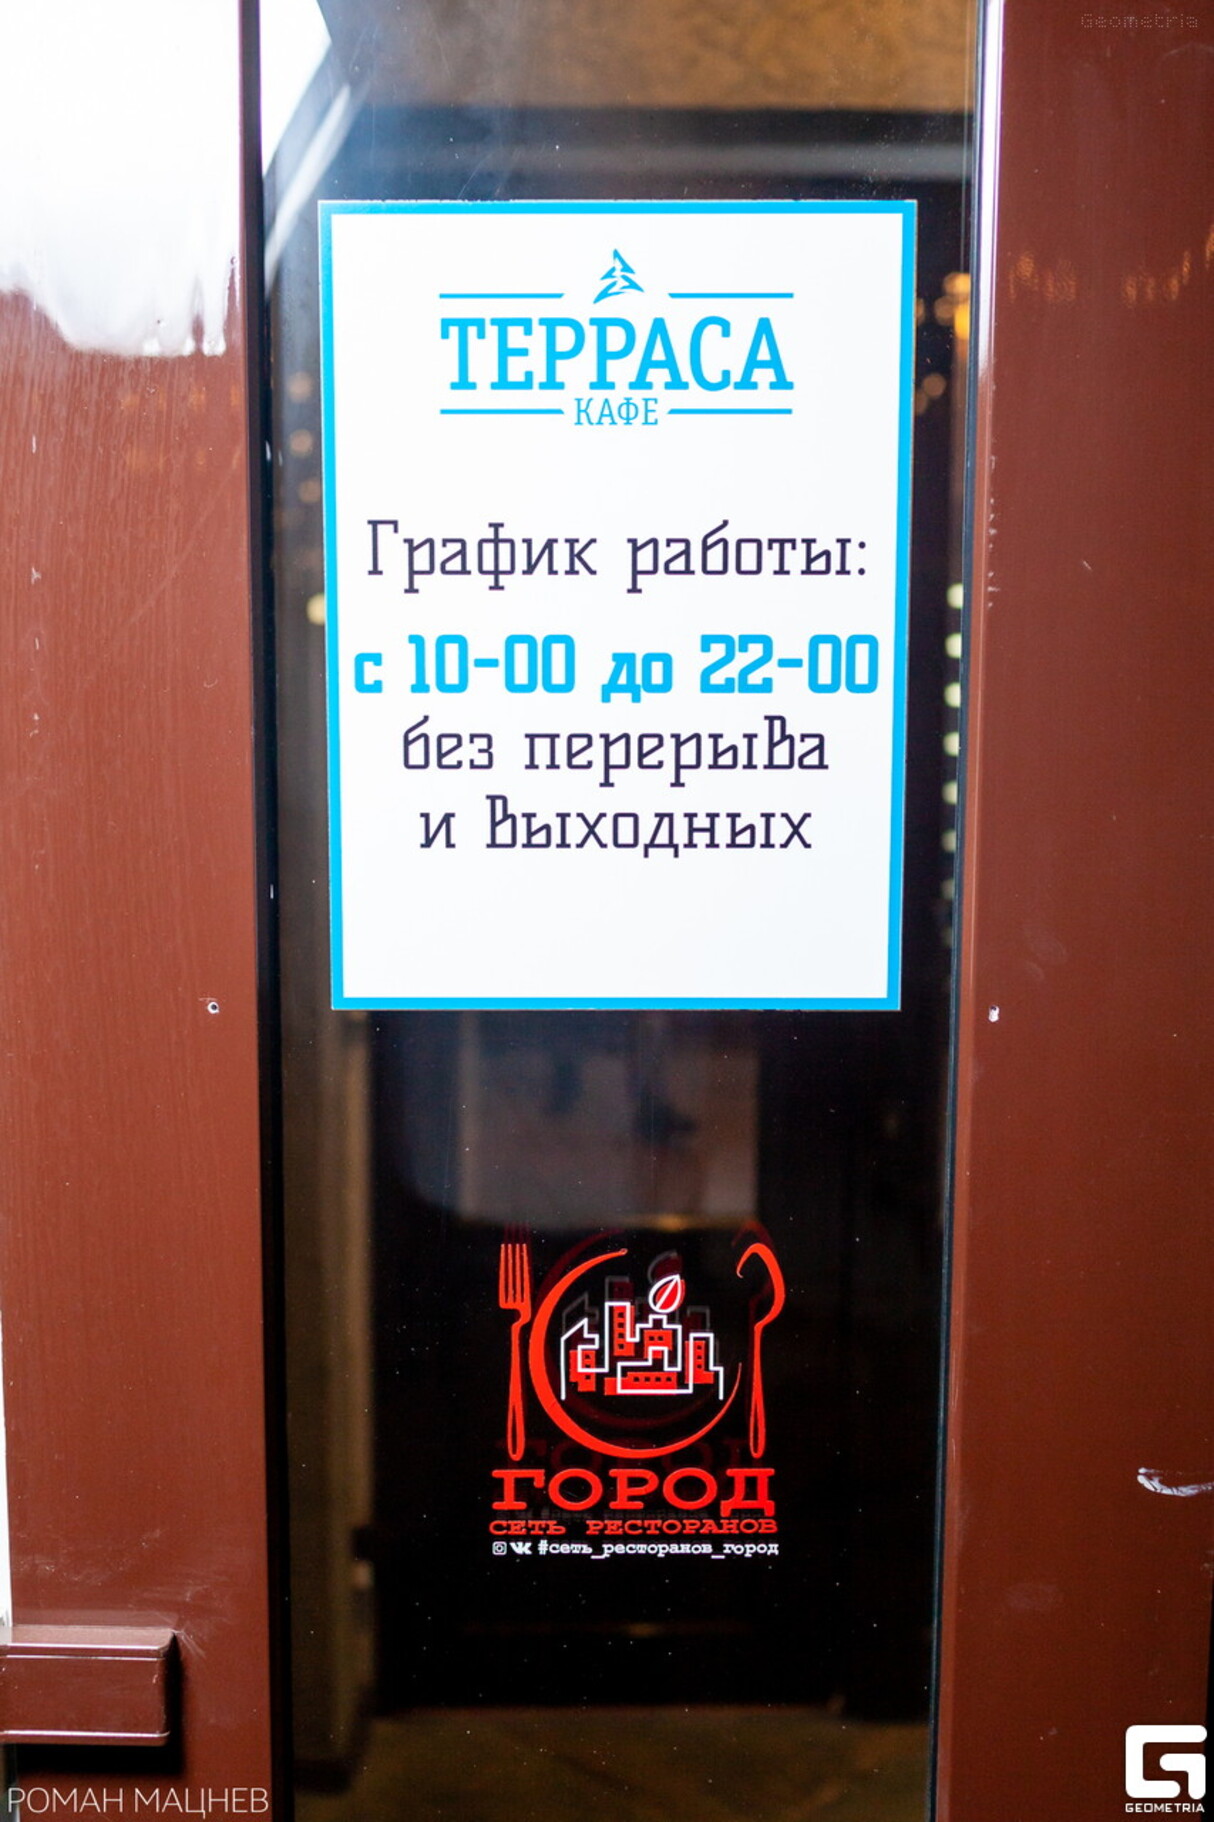 Geometria
ТЕРРАСА
КАФЕ
График работы:
с 10-00 до 22-00
без перерыва
и выходных
ГОРОД
СЕТЬ РЕСТОРАНОВ
#сеть_ресторанов_город
РОМАН МАЦНЕВ
GEOMETRIA